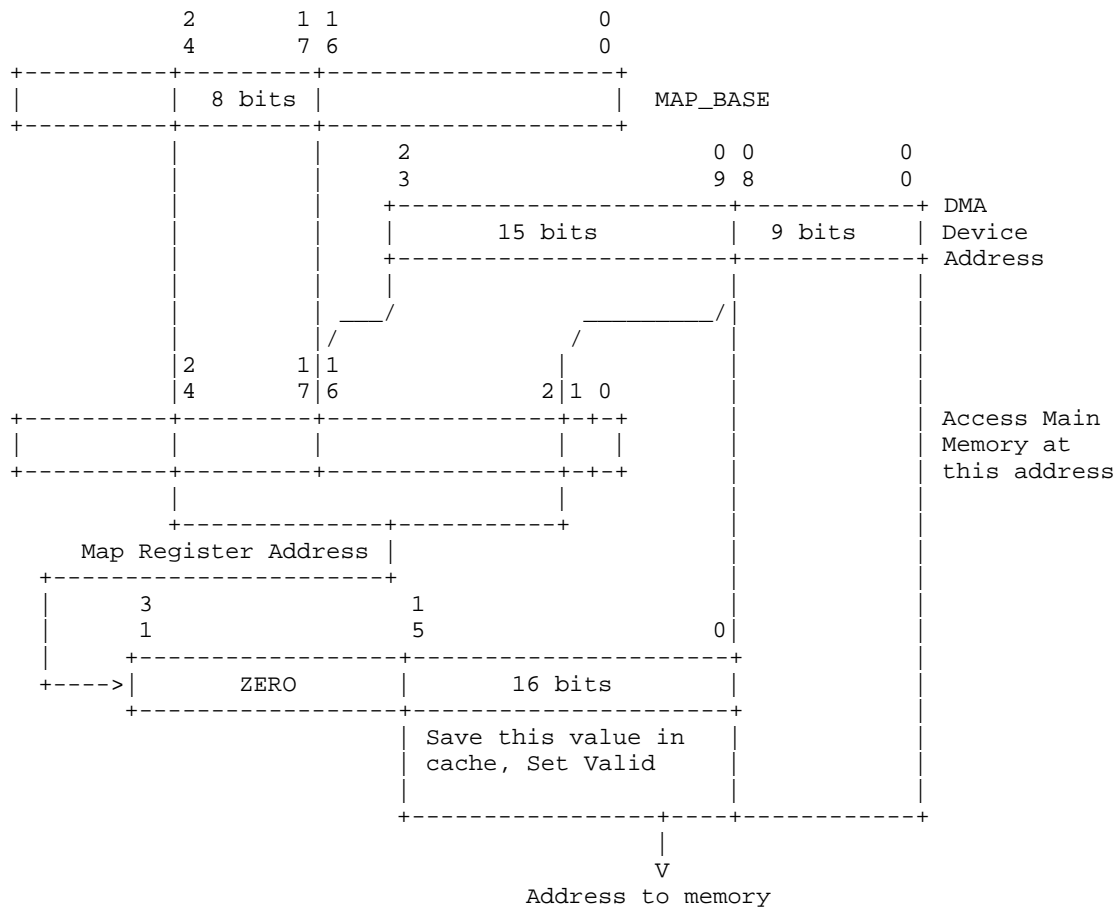 2 1 1 0
4 7 6 0
8 bits MAP_BASE
2 0 0 0
3 9 8 0
DMA
15 bits 9 bits Device
Address
2 1 1
4 7 6 2 1 0
Access Main
Memory at
this address
Map Register Address
3 1
1 5 0
ZERO 16 bits
Save this value in
cache, Set Valid
V
Address to memory